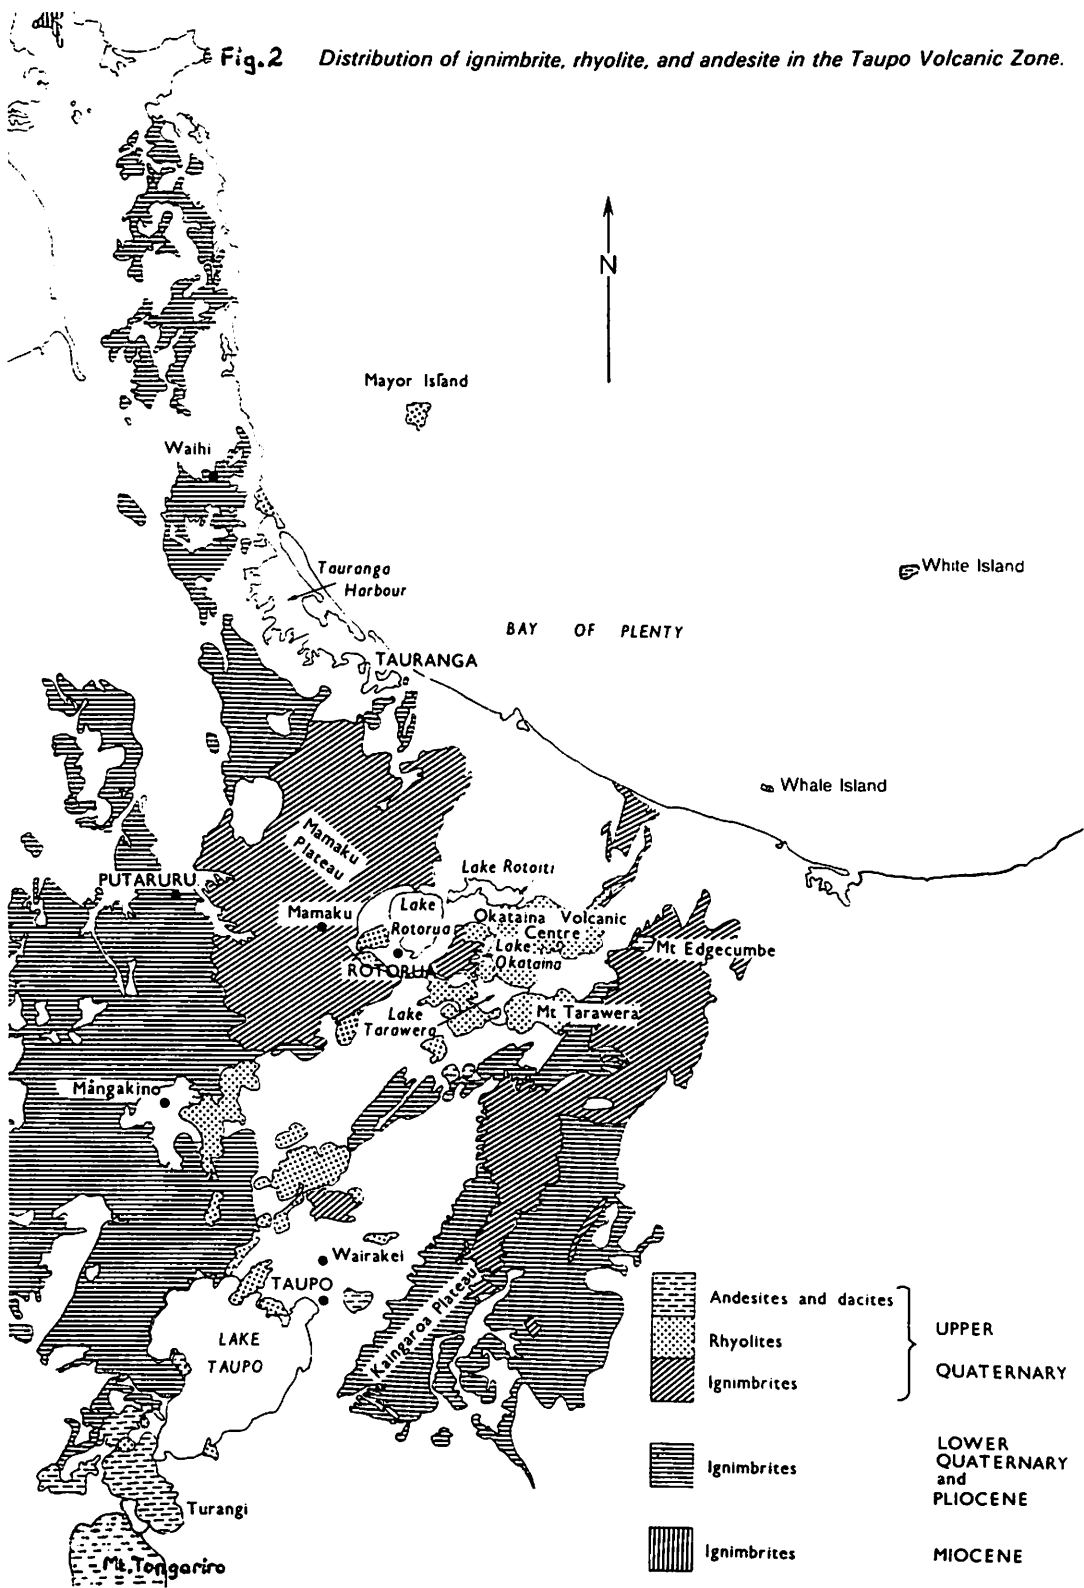 Fig.2 Distribution of ignimbrite, rhyolite, and andesite in the Taupo Volcanic Zone.
N
Mayor Island
Waihi
White Island
Tauranga
Harbour
BAY OF PLENTY
TAURANGA
Whale Island
Mamaku
Plateau
Lake Rotoiti
PUTARURU
Mamaku
Lake
Rotorua
Okataina Volcanic
Centre
Lake
Okataina
Mt Edgecumbe
ROTORUA
Lake
Tarawera
Mt Tarawera
Mångakino
Wairakei
TAUPO
Kaingaroa Plateau
LAKE
TAUPO
Turangi
Mt. Tongariro
Andesites and dacites
Rhyolites
Ignimbrites
UPPER
QUATERNARY
Ignimbrites
LOWER
QUATERNARY
and
PLIOCENE
Ignimbrites
MIOCENE